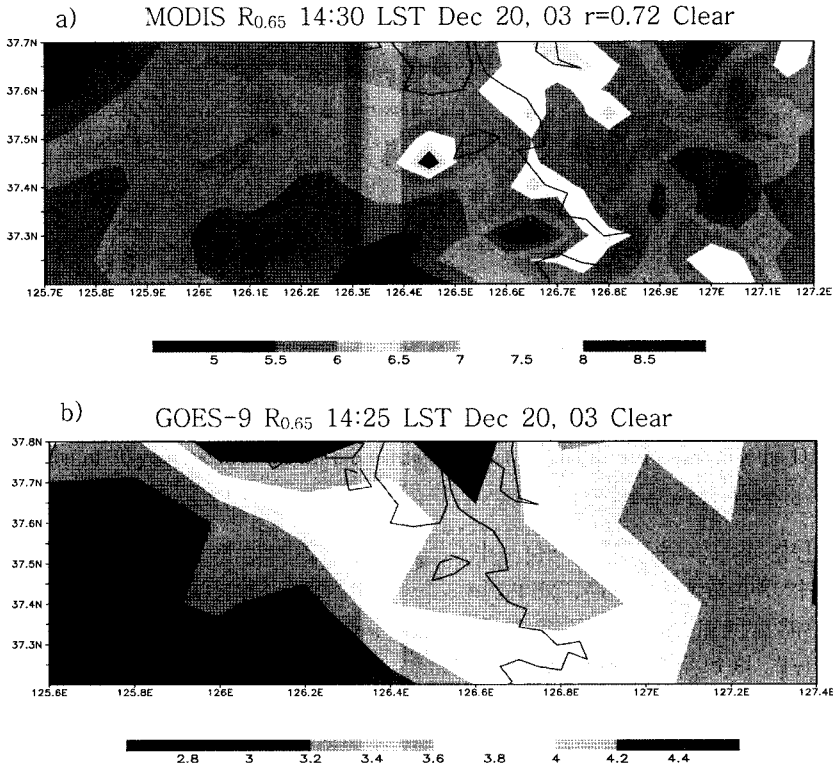 a) MODIS R0.65 14:30 LST Dec 20, 03 r=0.72 Clear
37.7N
37.6N
37.5N
37.4N
37.3N
125.7E 125.8E 125.9E 126E 126.1E 126.2E 126.3E 126.4E 126.5E 126.6E 126.7E 126.8E 126.9E 127E 127.1E 127.2E
5 5.5 6 6.5 7 7.5 8 8.5
b) GOES-9 R0.65 14:25 LST Dec 20, 03 Clear
37.8N
37.7N
37.6N
37.5N
37.4N
37.3N
125.6E 125.8E 126E 126.2E 126.4E 126.6E 126.8E 127E 127.2E 127.4E
2.8 3 3.2 3.4 3.6 3.8 4 4.2 4.4